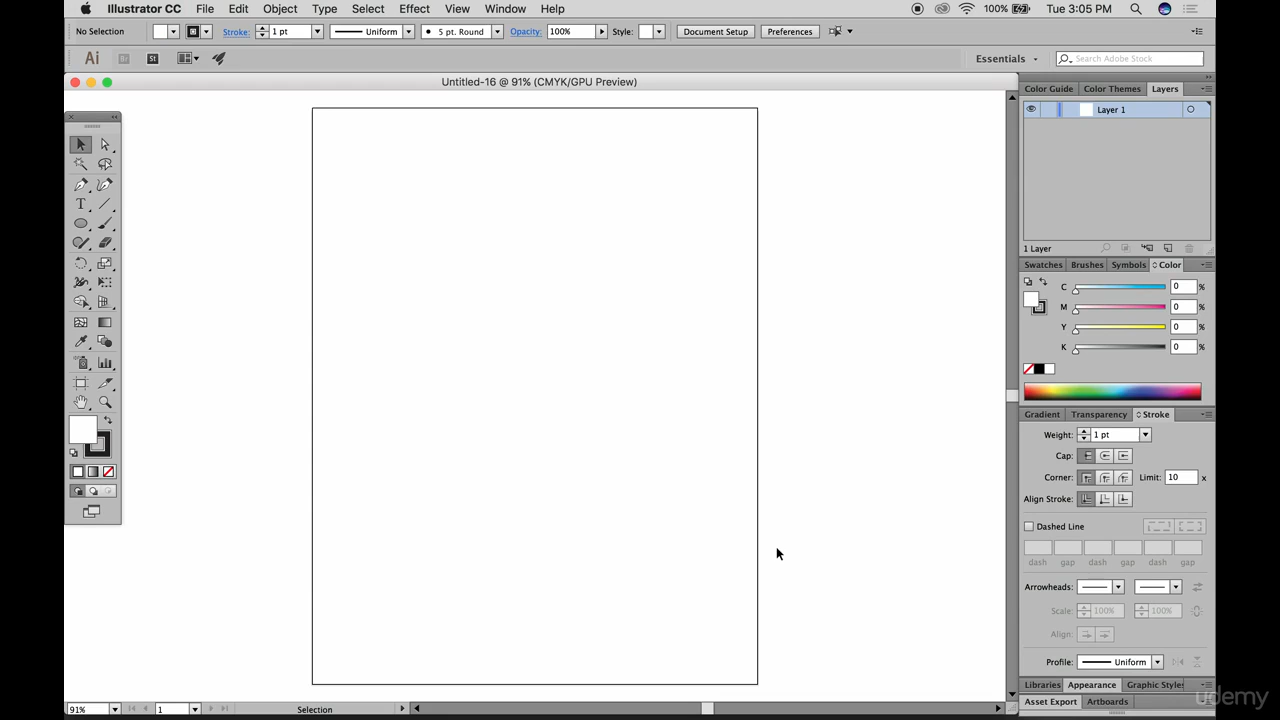 Illustrator CC File Edit Object Type Select Effect View Window Help 100% Tue 3:05 PM
No Selection Stroke: 1 pt Uniform 5 pt. Round Opacity: 100% Style: Document Setup Preferences
Ai Br St Essentials Search Adobe Stock
Untitled-16 @ 91% (CMYK/GPU Preview)
Color Guide Color Themes Layers
Layer 1
T
1 Layer
Swatches Brushes Symbols Color
C 0 %
M 0 %
Y 0 %
K 0 %
Gradient Transparency Stroke
Weight: 1 pt
Cap:
Corner: Limit: 10 x
Align Stroke:
Dashed Line
dash gap dash gap dash gap
Arrowheads:
Scale: 100% 100%
Align:
Profile: Uniform
Libraries Appearance Graphic Styles
Asset Export Artboards
udemy
91% 1 Selection